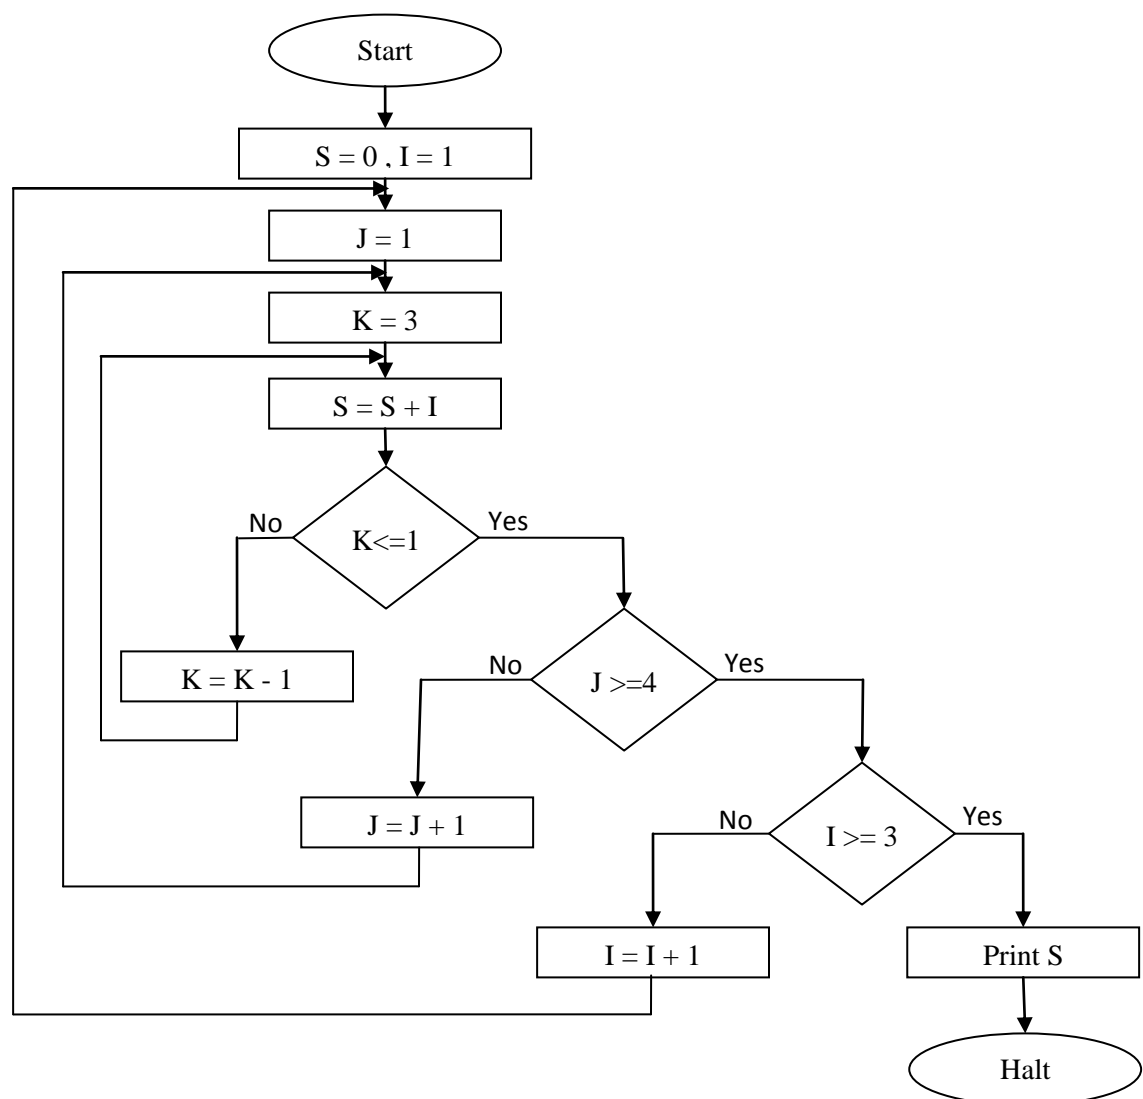 Start
S = 0 , I = 1
J = 1
K = 3
S = S + I
K<=1
No
Yes
K = K - 1
J >=4
No
Yes
J = J + 1
I >= 3
No
Yes
I = I + 1
Print S
Halt